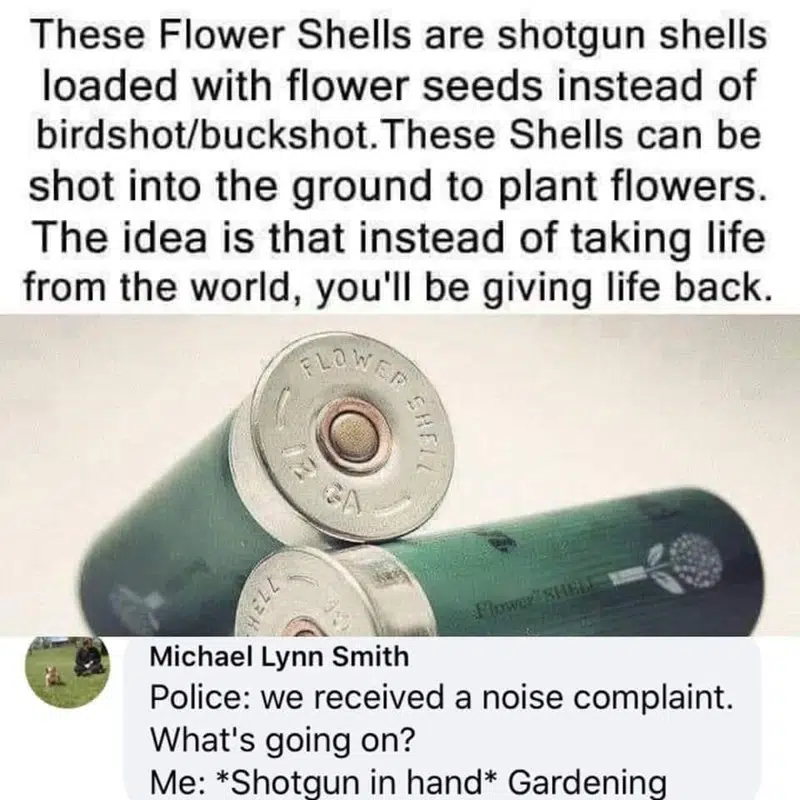 These Flower Shells are shotgun shells
loaded with flower seeds instead of
birdshot/buckshot.These Shells can be
shot into the ground to plant flowers.
The idea is that instead of taking life
from the world, you'll be giving life back.
FLOWER SHELL
12 GA
SHELL
Flower SHELL
Michael Lynn Smith
Police: we received a noise complaint.
What's going on?
Me: *Shotgun in hand* Gardening